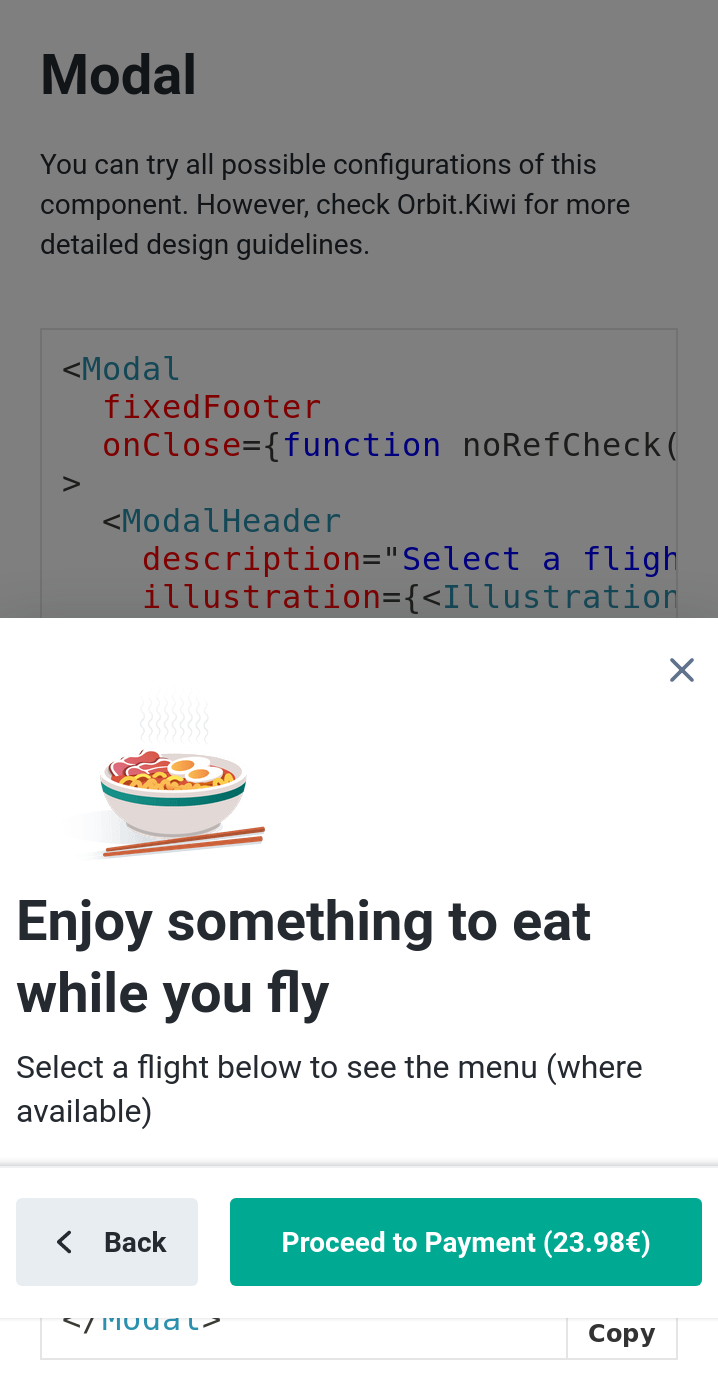 Modal
You can try all possible configurations of this
component. However, check Orbit.Kiwi for more
detailed design guidelines.
<Modal
  fixedFooter
  onClose={function noRefCheck(
>
  <ModalHeader
    description="Select a fligh
    illustration={<Illustration
Enjoy something to eat
while you fly
Select a flight below to see the menu (where
available)
Back
Proceed to Payment (23.98€)
</Modal>
Copy